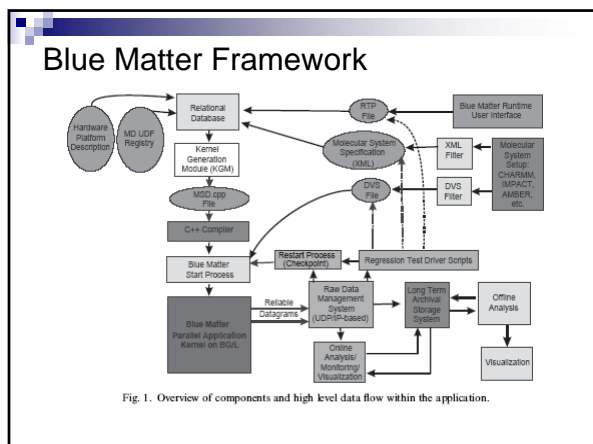 Blue Matter Framework
Hardware
Platform
Description
MD UDF
Registry
Relational
Database
RTP
File
Blue Matter Runtime
User Interface
Kernel
Generation
Module (KGM)
Molecular System
Specification
(XML)
XML
Filter
Molecular
System
Setup:
CHARMM,
IMPACT,
AMBER,
etc.
MSD.cpp
File
DVS
File
DVS
Filter
C++ Compiler
Blue Matter
Start Process
Restart Process
(Checkpoint)
Regression Test Driver Scripts
Blue Matter
Parallel Application
Kernel on BG/L
Reliable
Datagrams
Raw Data
Management
System
(UDP/IP-based)
Long Term
Archival
Storage
System
Offline
Analysis
Online
Analysis/
Monitoring/
Visualization
Visualization
Fig. 1. Overview of components and high level data flow within the application.